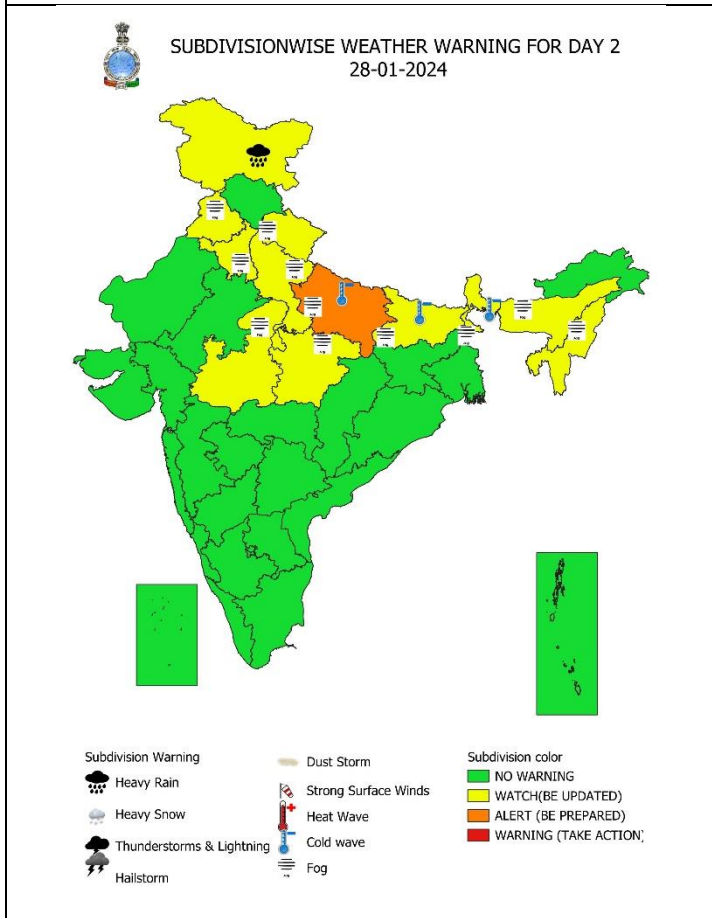 SUBDIVISIONWISE WEATHER WARNING FOR DAY 2
28-01-2024
Subdivision Warning
Heavy Rain
Heavy Snow
Thunderstorms & Lightning
Hailstorm
Dust Storm
Strong Surface Winds
Heat Wave
Cold wave
Fog
Subdivision color
NO WARNING
WATCH(BE UPDATED)
ALERT (BE PREPARED)
WARNING (TAKE ACTION)